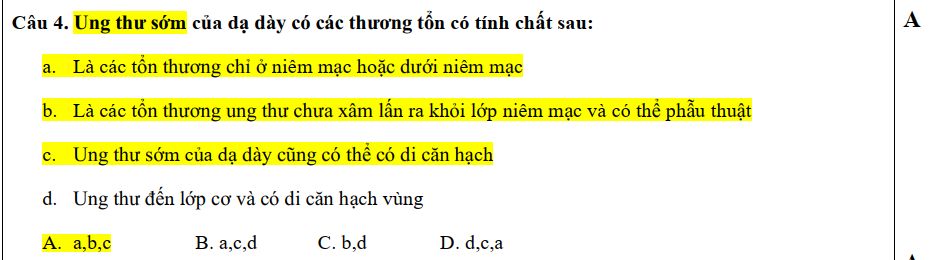 Câu 4. Ung thư sớm của dạ dày có các thương tổn có tính chất sau:
A
a. Là các tổn thương chỉ ở niêm mạc hoặc dưới niêm mạc
b. Là các tổn thương ung thư chưa xâm lấn ra khỏi lớp niêm mạc và có thể phẫu thuật
c. Ung thư sớm của dạ dày cũng có thể có di căn hạch
d. Ung thư đến lớp cơ và có di căn hạch vùng
A. a,b,c B. a,c,d C. b,d D. d,c,a